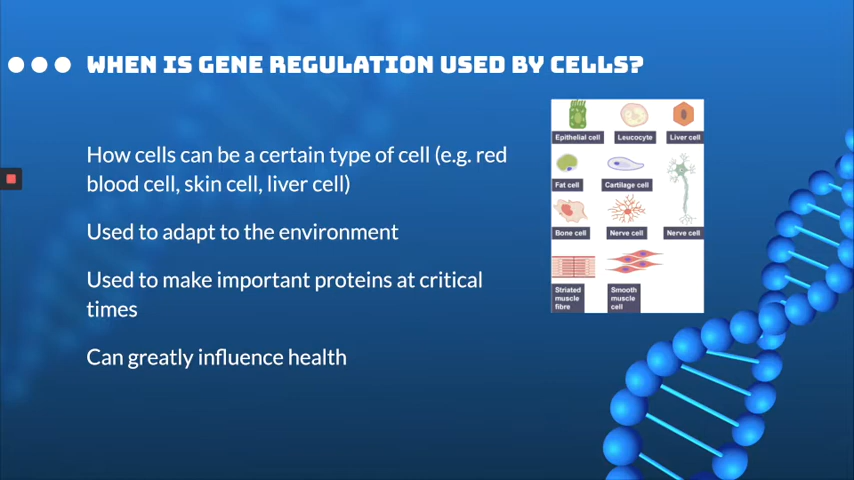 WHEN IS GENE REGULATION USED BY CELLS?
How cells can be a certain type of cell (e.g. red
blood cell, skin cell, liver cell)
Used to adapt to the environment
Used to make important proteins at critical
times
Can greatly influence health
Epithelial cell
Leucocyte
Liver cell
Fat cell
Cartilage cell
Bone cell
Nerve cell
Nerve cell
Striated
muscle
fibre
Smooth
muscle
cell